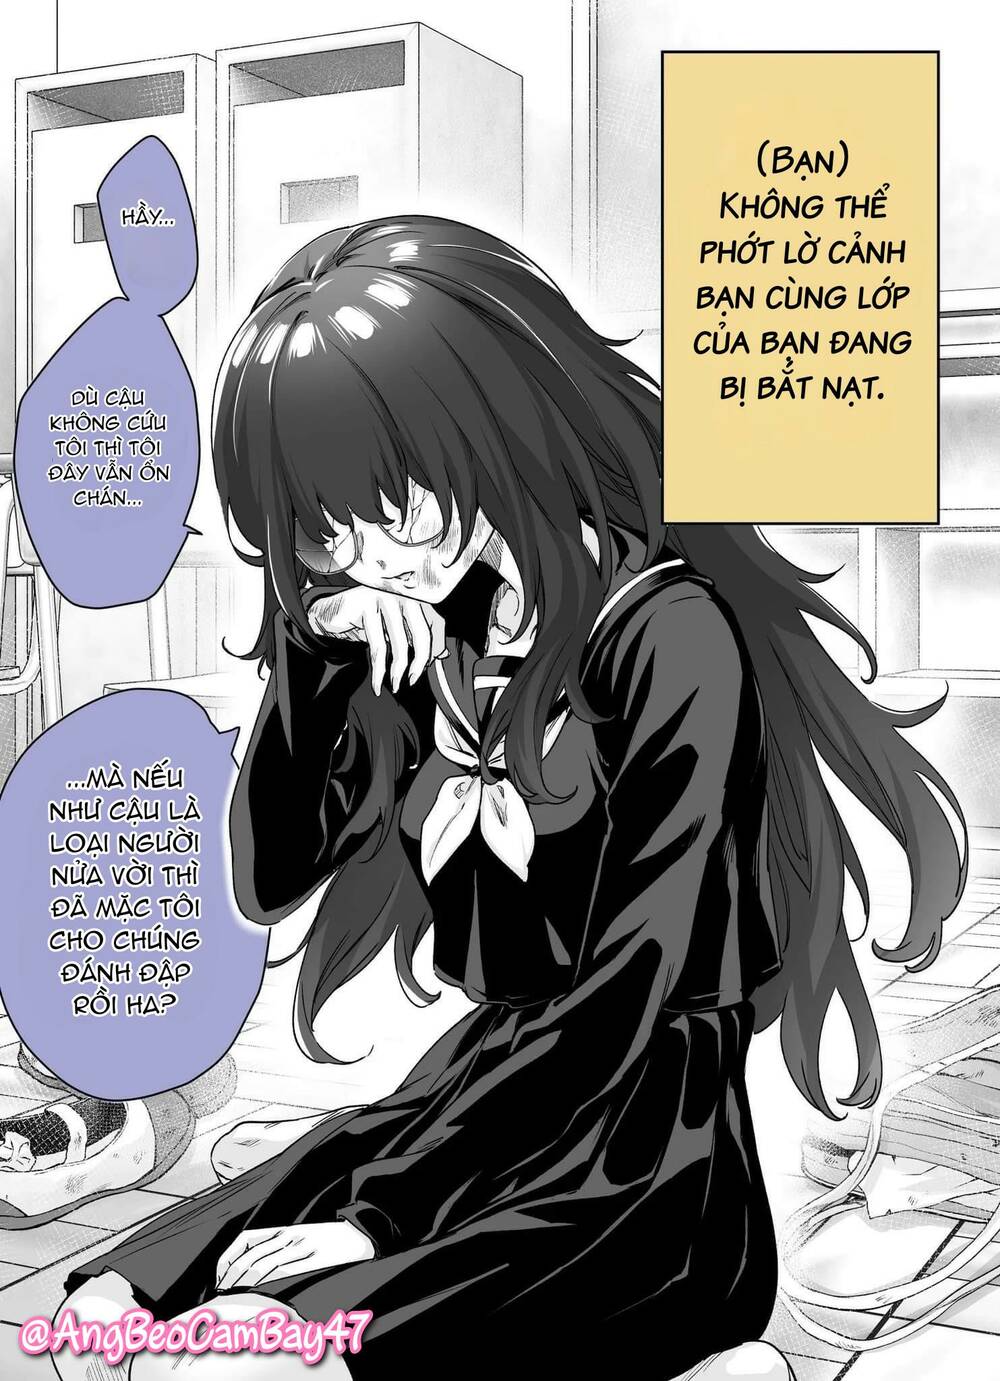 (BẠN)
KHÔNG THỂ
PHỚT LỜ CẢNH
BẠN CÙNG LỚP
CỦA BẠN ĐANG
BỊ BẮT NẠT.
HẦY...
DÙ CẬU
KHÔNG CỨU
TÔI THÌ TÔI
ĐÂY VẪN ỔN
CHÁN...
...MÀ NẾU
NHƯ CẬU LÀ
LOẠI NGƯỜI
NỬA VỜI THÌ
ĐÃ MẶC TÔI
CHO CHÚNG
ĐÁNH ĐẬP
RỒI HA?
@AngBeoCamBay47